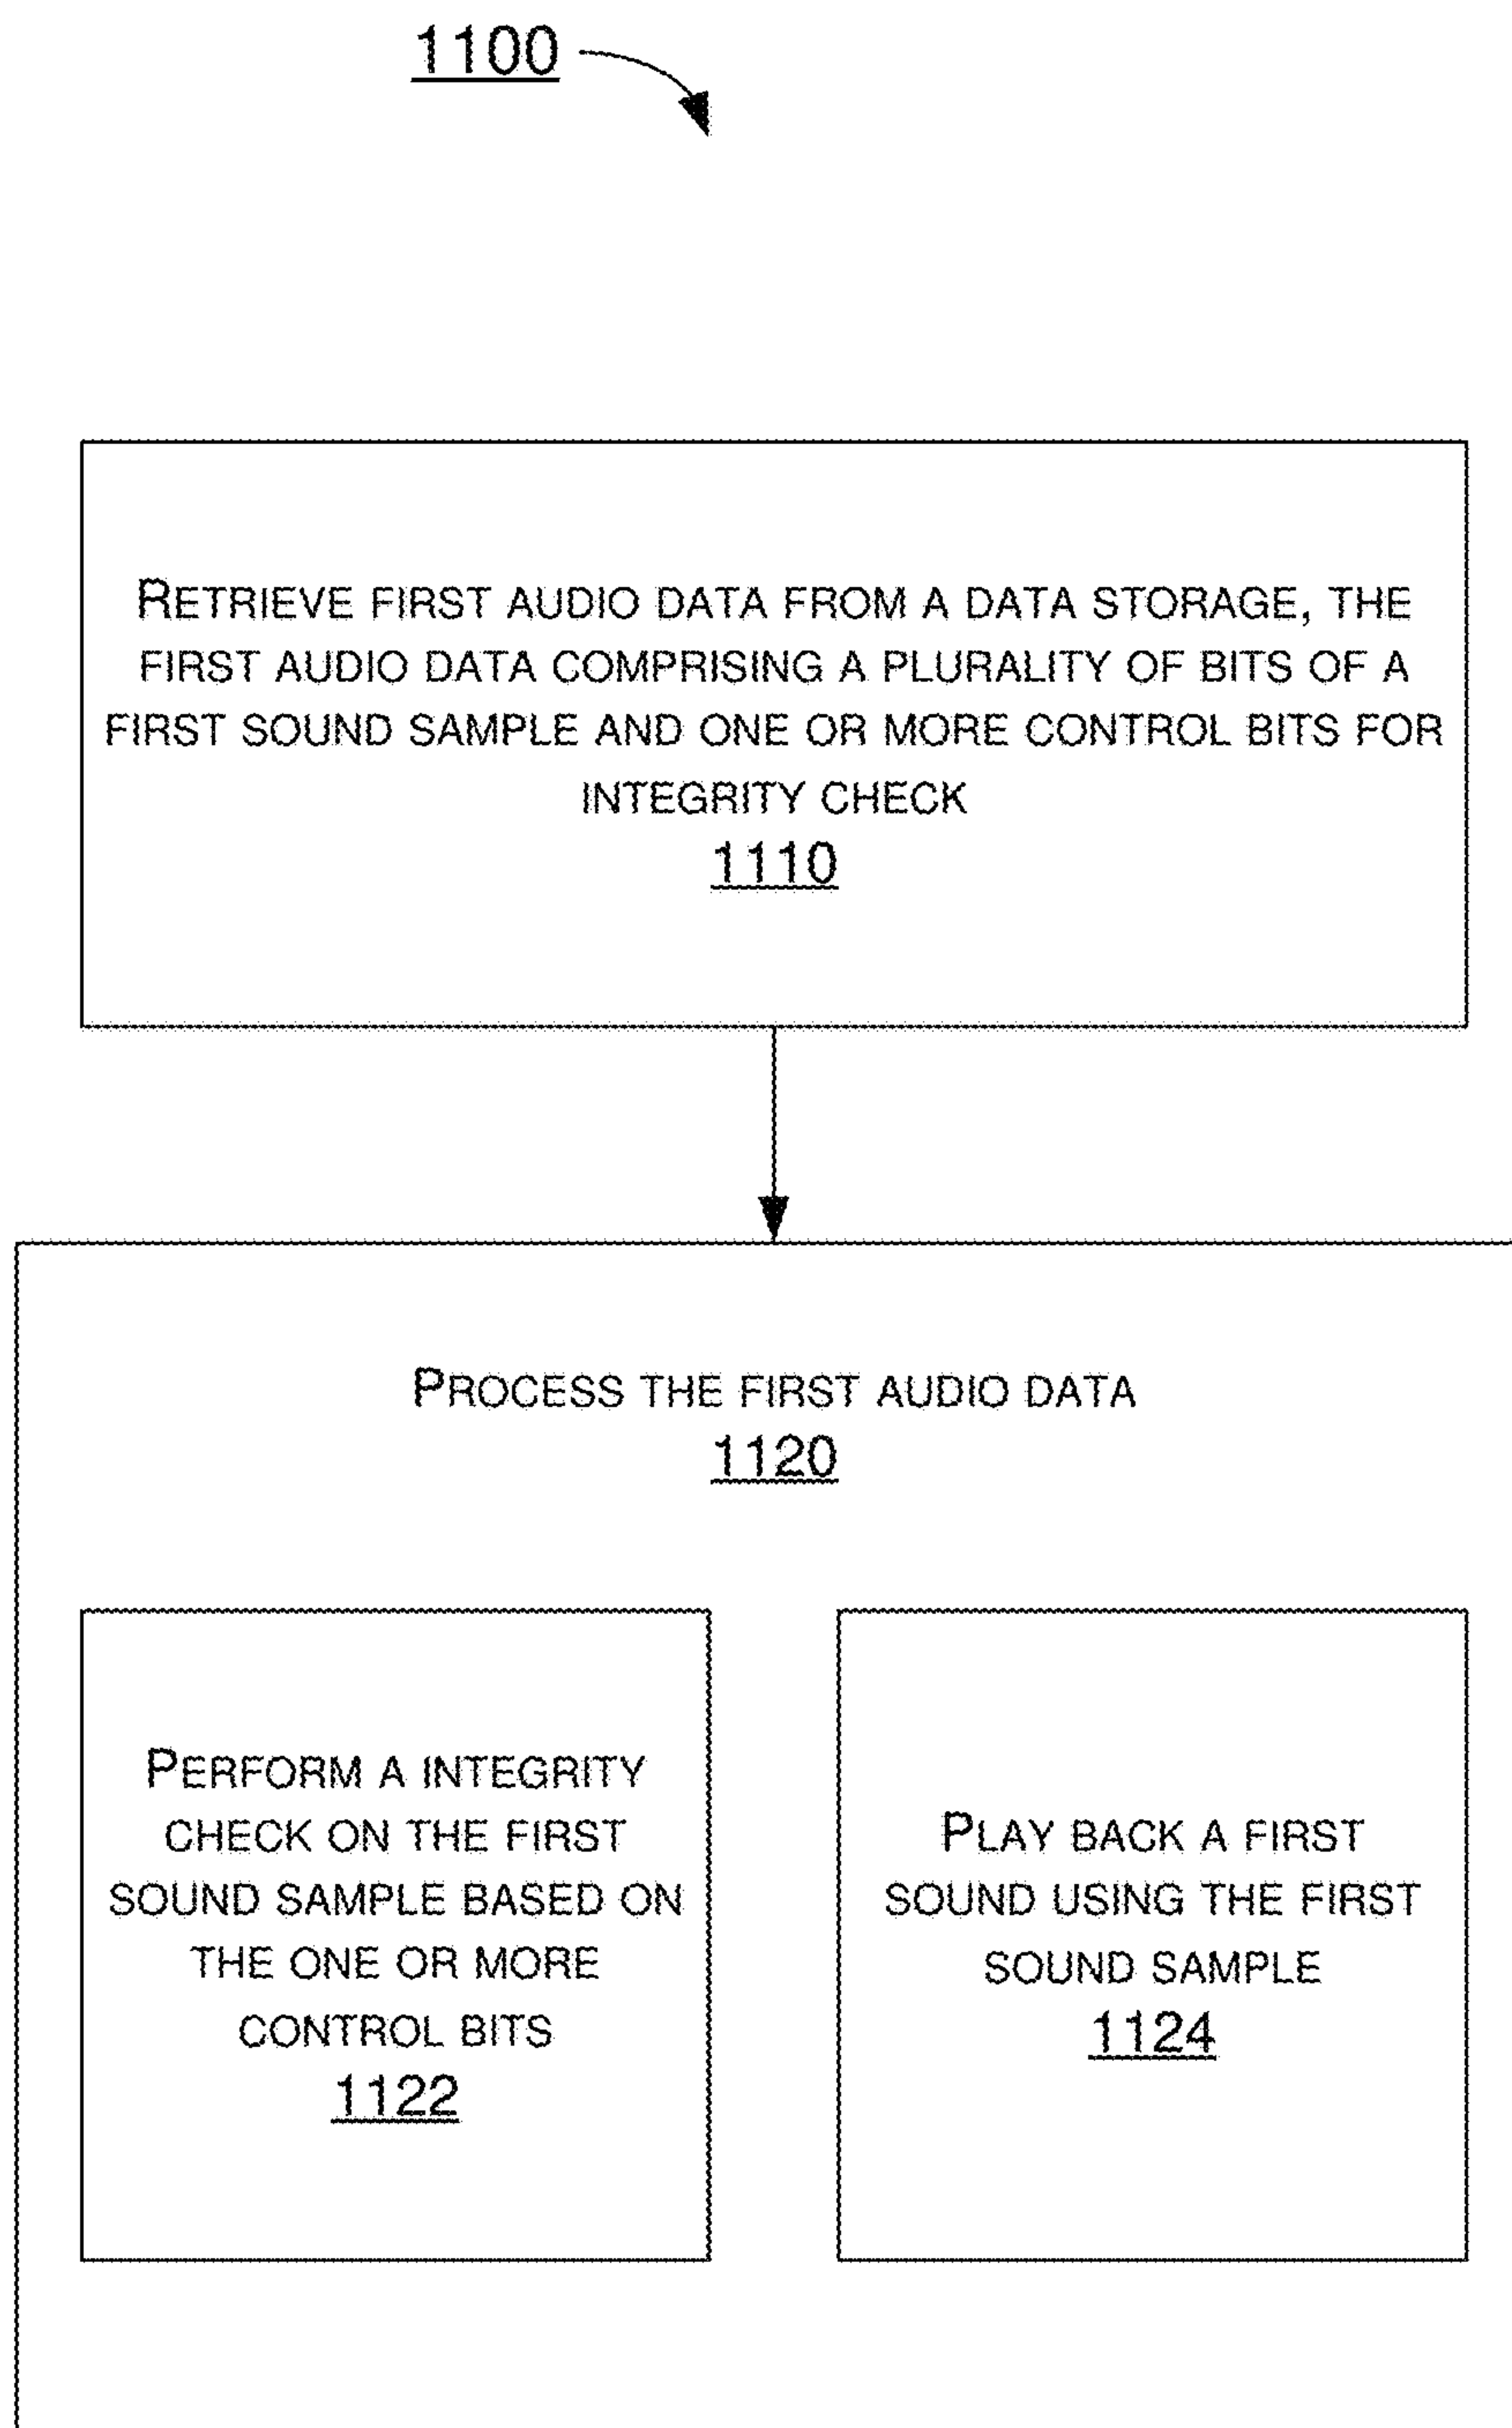 1100
RETRIEVE FIRST AUDIO DATA FROM A DATA STORAGE, THE
FIRST AUDIO DATA COMPRISING A PLURALITY OF BITS OF A
FIRST SOUND SAMPLE AND ONE OR MORE CONTROL BITS FOR
INTEGRITY CHECK
1110
PROCESS THE FIRST AUDIO DATA
1120
PERFORM A INTEGRITY
CHECK ON THE FIRST
SOUND SAMPLE BASED ON
THE ONE OR MORE
CONTROL BITS
1122
PLAY BACK A FIRST
SOUND USING THE FIRST
SOUND SAMPLE
1124